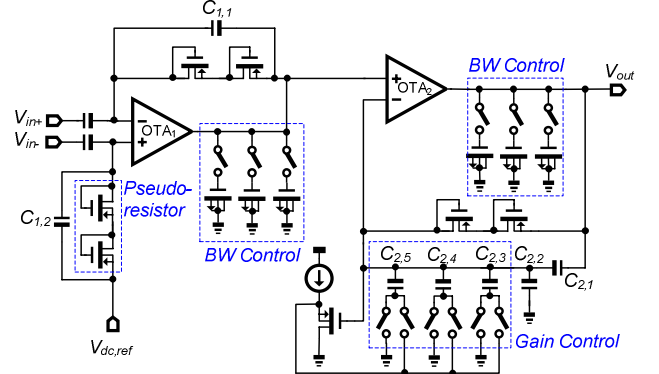 C1,1
BW Control
Vout
Vin+
+
OTA2
−
−
OTA1
Vin-
+
Pseudo-
resistor
C1,2
BW Control
C2,5
C2,4
C2,3
C2,2
C2,1
Vdc,ref
Gain Control